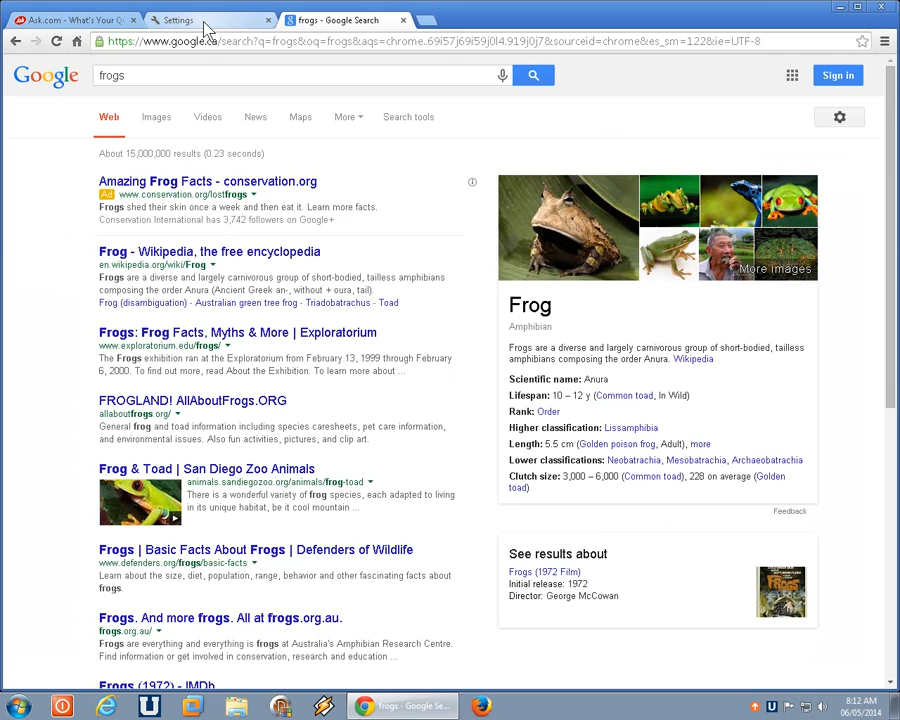 Ask.com - What's Your Qu
Settings
frogs - Google Search
https://www.google.ca/search?q=frogs&oq=frogs&aqs=chrome..69i57j69i59j0l4.919j0j7&sourceid=chrome&es_sm=122&ie=UTF-8
Google
frogs
Sign in
Web Images Videos News Maps More Search tools
About 15,000,000 results (0.23 seconds)
Amazing Frog Facts - conservation.org
Ad www.conservation.org/lostfrogs
Frogs shed their skin once a week and then eat it. Learn more facts.
Conservation International has 3,742 followers on Google+
Frog - Wikipedia, the free encyclopedia
en.wikipedia.org/wiki/Frog
Frogs are a diverse and largely carnivorous group of short-bodied, tailless amphibians
composing the order Anura (Ancient Greek an-, without + oura, tail).
Frog (disambiguation) - Australian green tree frog - Triadobatrachus - Toad
Frogs: Frog Facts, Myths & More | Exploratorium
www.exploratorium.edu/frogs/
The Frogs exhibition ran at the Exploratorium from February 13, 1999 through February
6, 2000. To find out more, read About the Exhibition. To learn more about ...
FROGLAND! AllAboutFrogs.ORG
allaboutfrogs.org/
General frog and toad information including species caresheets, pet care information,
and environmental issues. Also fun activities, pictures, and clip art.
Frog & Toad | San Diego Zoo Animals
animals.sandiegozoo.org/animals/frog-toad
There is a wonderful variety of frog species, each adapted to living
in its unique habitat, be it cool mountain ...
Frogs | Basic Facts About Frogs | Defenders of Wildlife
www.defenders.org/frogs/basic-facts
Learn about the size, diet, population, range, behavior and other fascinating facts about
frogs.
Frogs. And more frogs. All at frogs.org.au.
frogs.org.au/
Frogs are everything and everything is frogs at Australia's Amphibian Research Centre.
Find information or get involved in conservation, research and education ...
Frogs (1972) - IMDb
More images
Frog
Amphibian
Frogs are a diverse and largely carnivorous group of short-bodied, tailless
amphibians composing the order Anura. Wikipedia
Scientific name: Anura
Lifespan: 10 – 12 y (Common toad, In Wild)
Rank: Order
Higher classification: Lissamphibia
Length: 5.5 cm (Golden poison frog, Adult), more
Lower classifications: Neobatrachia, Mesobatrachia, Archaeobatrachia
Clutch size: 3,000 – 6,000 (Common toad), 228 on average (Golden
toad)
Feedback
See results about
Frogs (1972 Film)
Initial release: 1972
Director: George McCowan
FROGS
frogs - Google Se...
8:12 AM
06/05/2014